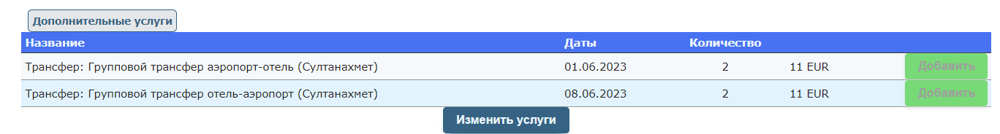 Дополнительные услуги
Название Даты Количество
Трансфер: Групповой трансфер аэропорт-отель (Султанахмет) 01.06.2023 2 11 EUR Добавить
Трансфер: Групповой трансфер отель-аэропорт (Султанахмет) 08.06.2023 2 11 EUR Добавить
Изменить услуги